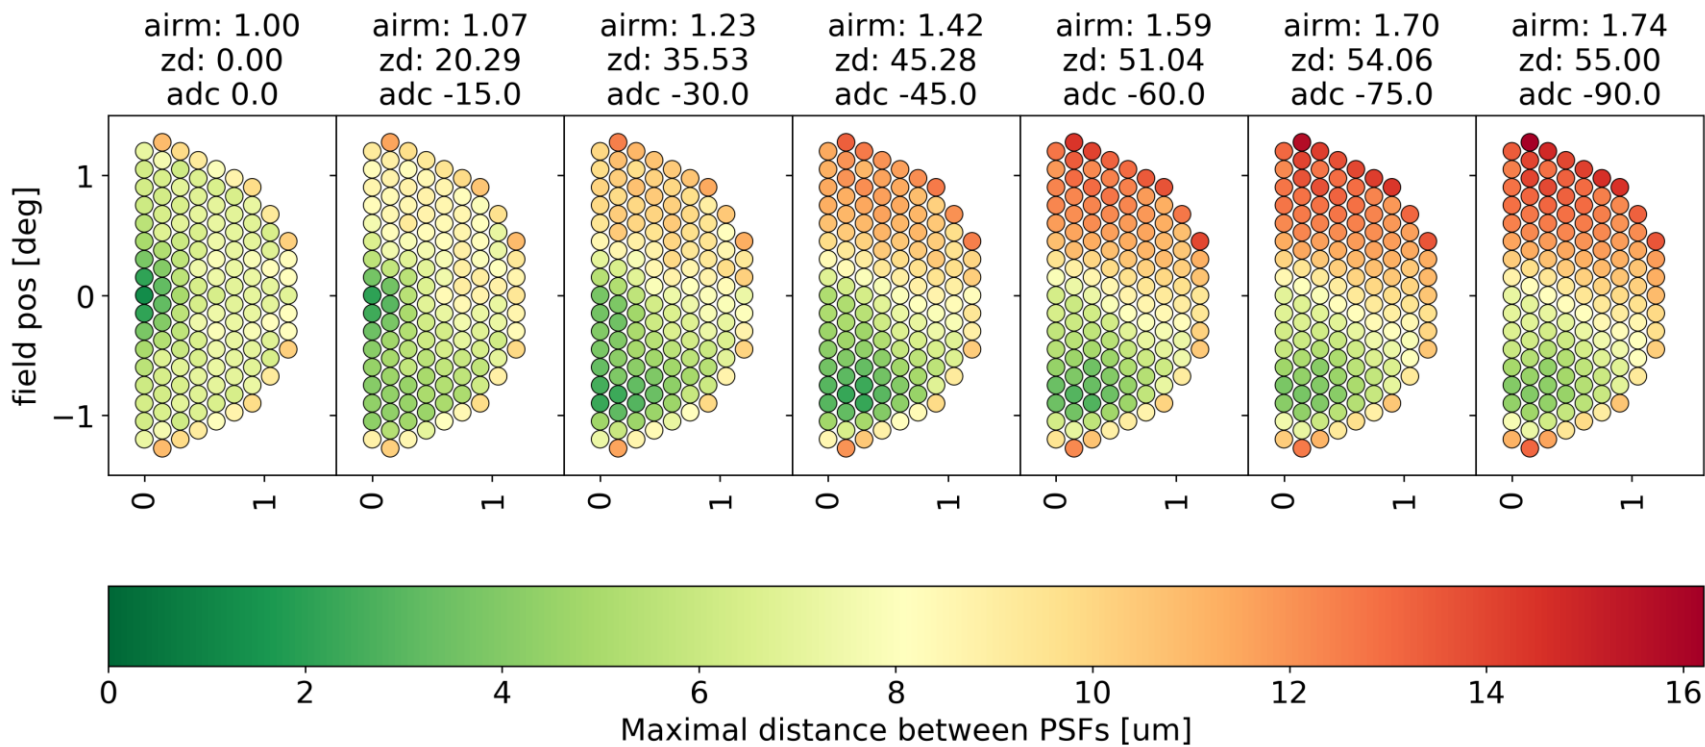 airm: 1.00
zd: 0.00
adc 0.0
airm: 1.07
zd: 20.29
adc -15.0
airm: 1.23
zd: 35.53
adc -30.0
airm: 1.42
zd: 45.28
adc -45.0
airm: 1.59
zd: 51.04
adc -60.0
airm: 1.70
zd: 54.06
adc -75.0
airm: 1.74
zd: 55.00
adc -90.0
field pos [deg]
1
0
−1
0 1 0 1 0 1 0 1 0 1 0 1 0 1
0 2 4 6 8 10 12 14 16
Maximal distance between PSFs [um]